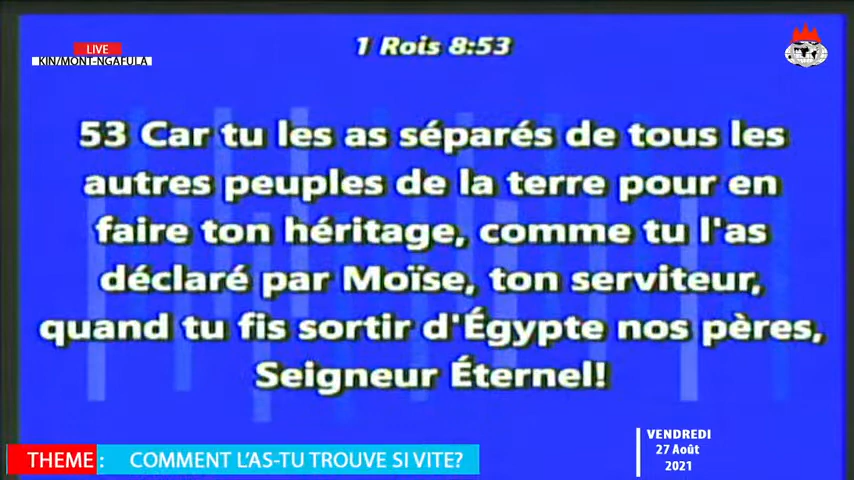 LIVE
KIN/MONT-NGAFULA
1 Rois 8:53
53 Car tu les as séparés de tous les
autres peuples de la terre pour en
faire ton héritage, comme tu l'as
déclaré par Moïse, ton serviteur,
quand tu fis sortir d'Égypte nos pères,
Seigneur Éternel!
THEME : COMMENT L'AS-TU TROUVE SI VITE?
VENDREDI
27 Août
2021